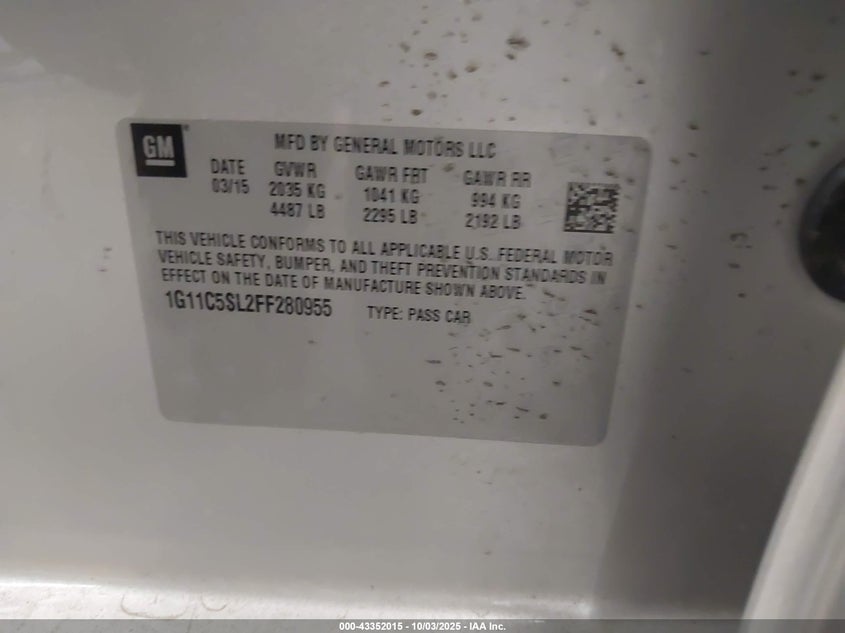 GM
MFD BY GENERAL MOTORS LLC
DATE GVWR GAWR FRT GAWR RR
03/15 2035 KG 1041 KG 994 KG
4487 LB 2295 LB 2192 LB
THIS VEHICLE CONFORMS TO ALL APPLICABLE U.S. FEDERAL MOTOR
VEHICLE SAFETY, BUMPER, AND THEFT PREVENTION STANDARDS IN
EFFECT ON THE DATE OF MANUFACTURE SHOWN ABOVE.
1G11C5SL2FF280955 TYPE: PASS CAR
000-43352015 - 10/03/2025 - IAA Inc.